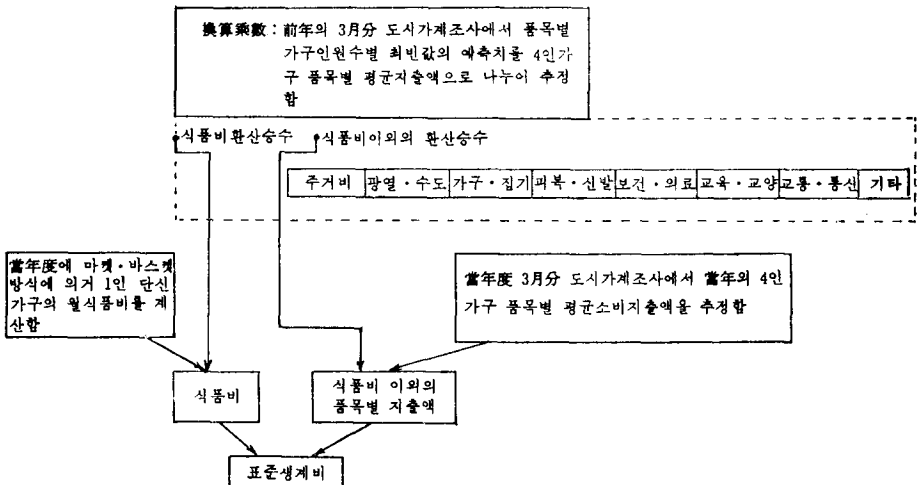 換算乘數：前年의 3月分 도시가계조사에서 품목별
가구인원수별 최빈값의 예측치를 4인가
구 품목별 평균지출액으로 나누어 추정
함
식품비환산승수 식품비이외의 환산승수
주거비 광열·수도 가구·집기 피복·신발 보건·의료 교육·교양 교통·통신 기타
當年度에 마켓·바스켓
방식에 의거 1인 단신
가구의 월식품비를 계
산함
當年度 3月分 도시가계조사에서 當年의 4인
가구 품목별 평균소비지출액을 추정함
식품비
식품비 이외의
품목별 지출액
표준생계비